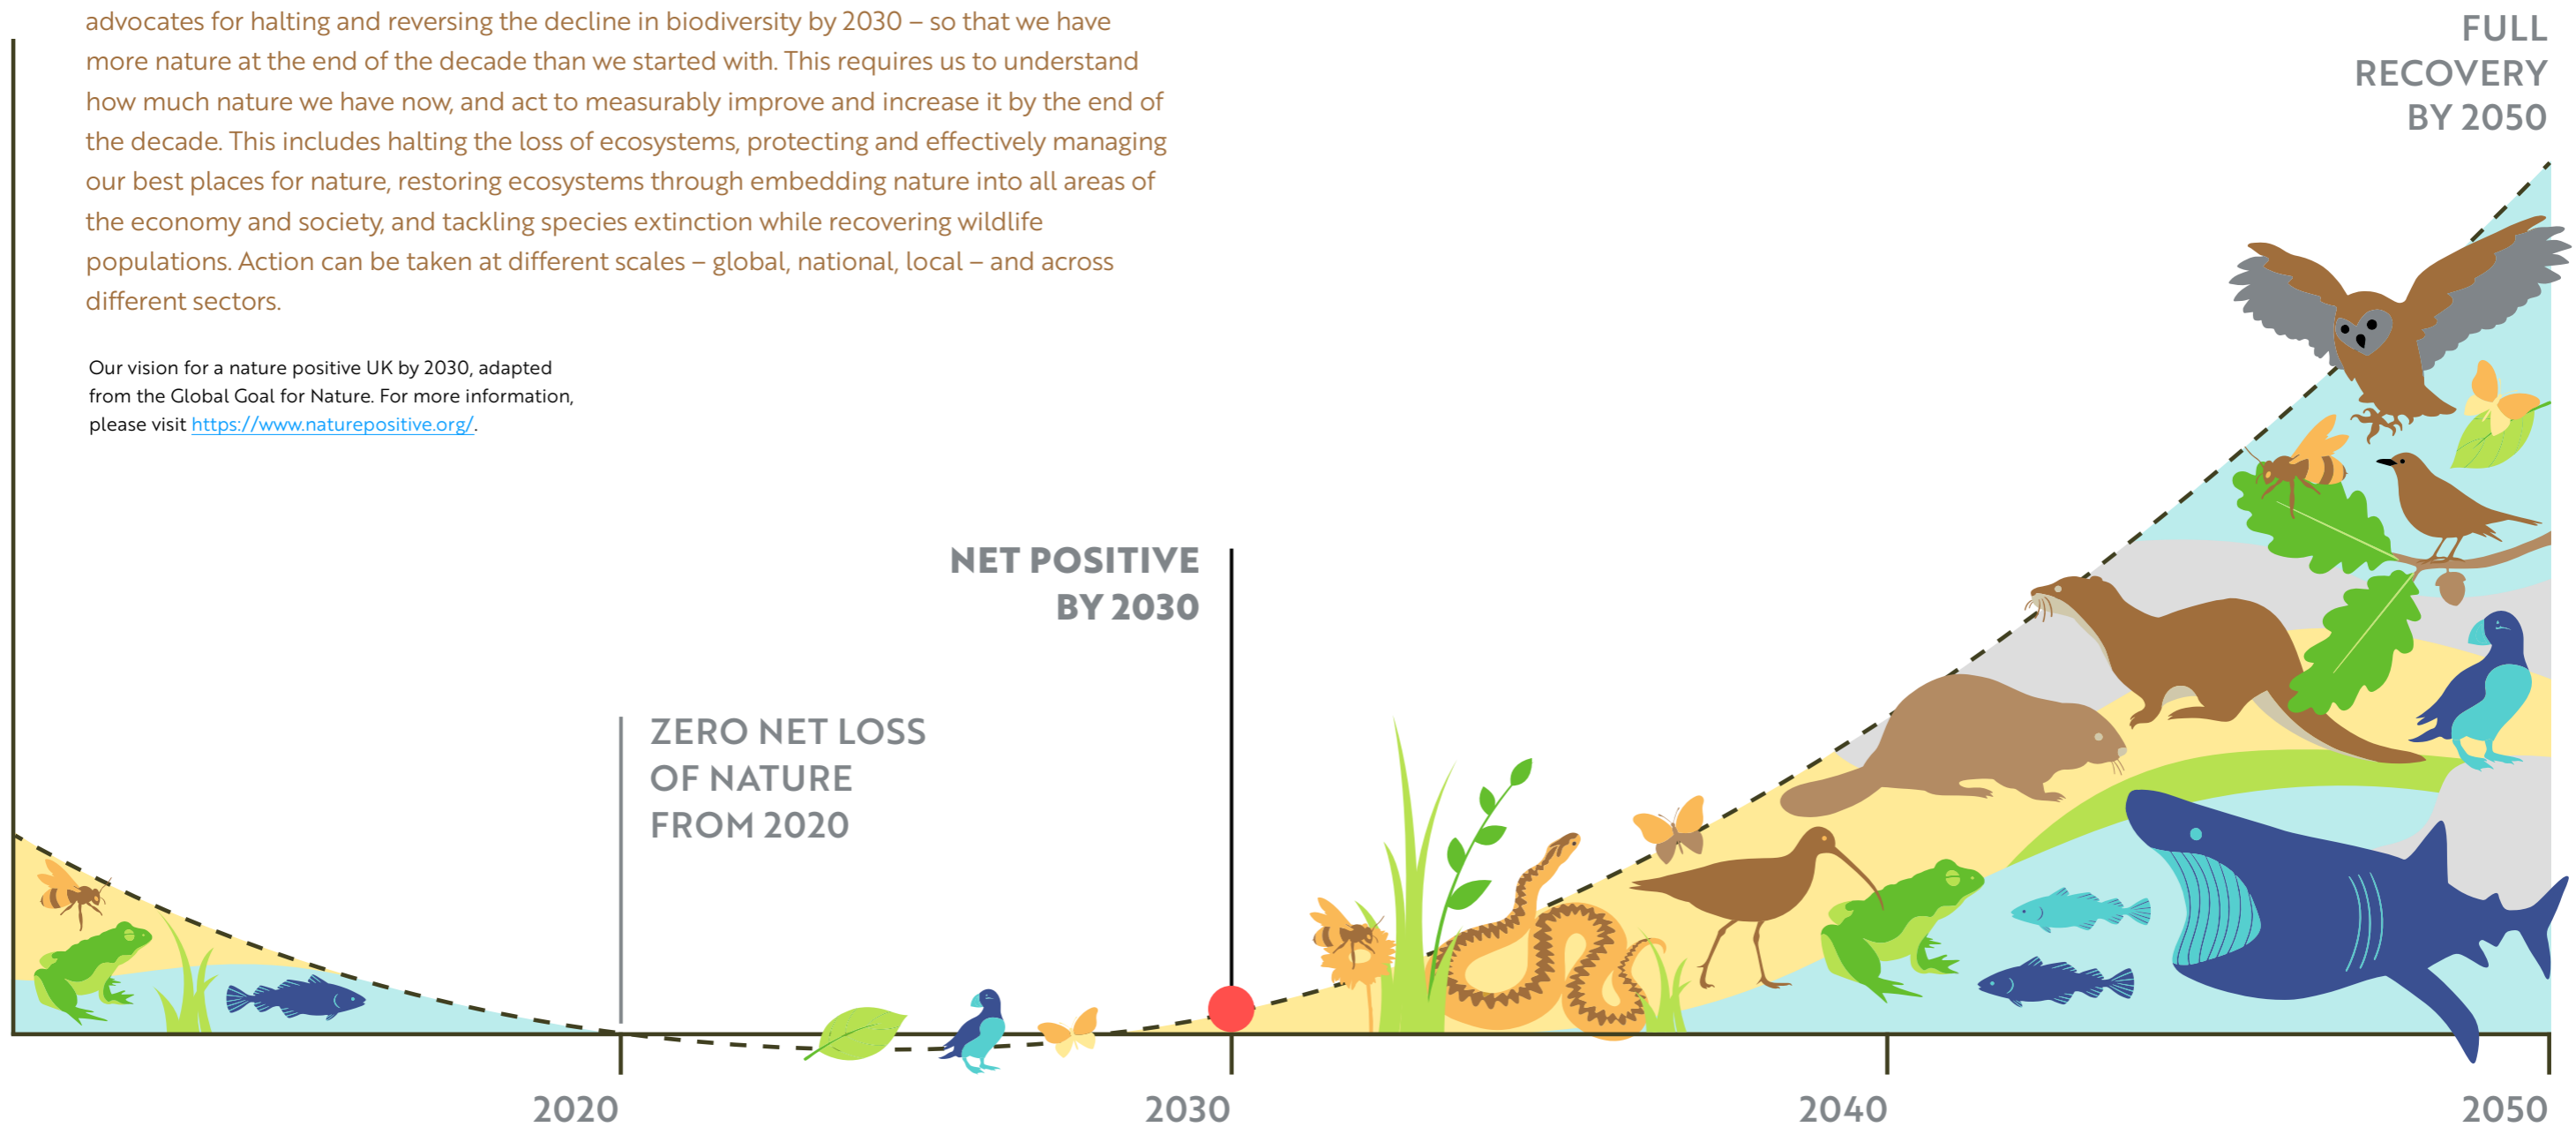 advocates for halting and reversing the decline in biodiversity by 2030 – so that we have
more nature at the end of the decade than we started with. This requires us to understand
how much nature we have now, and act to measurably improve and increase it by the end of
the decade. This includes halting the loss of ecosystems, protecting and effectively managing
our best places for nature, restoring ecosystems through embedding nature into all areas of
the economy and society, and tackling species extinction while recovering wildlife
populations. Action can be taken at different scales – global, national, local – and across
different sectors.
Our vision for a nature positive UK by 2030, adapted
from the Global Goal for Nature. For more information,
please visit https://www.naturepositive.org/.
FULL
RECOVERY
BY 2050
NET POSITIVE
BY 2030
ZERO NET LOSS
OF NATURE
FROM 2020
2020
2030
2040
2050